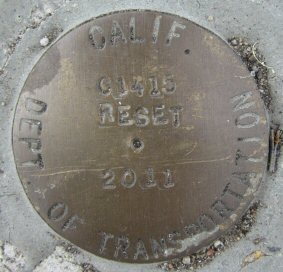 CALIF
G1415
RESET
2011
DEPT. OF TRANSPORTATION